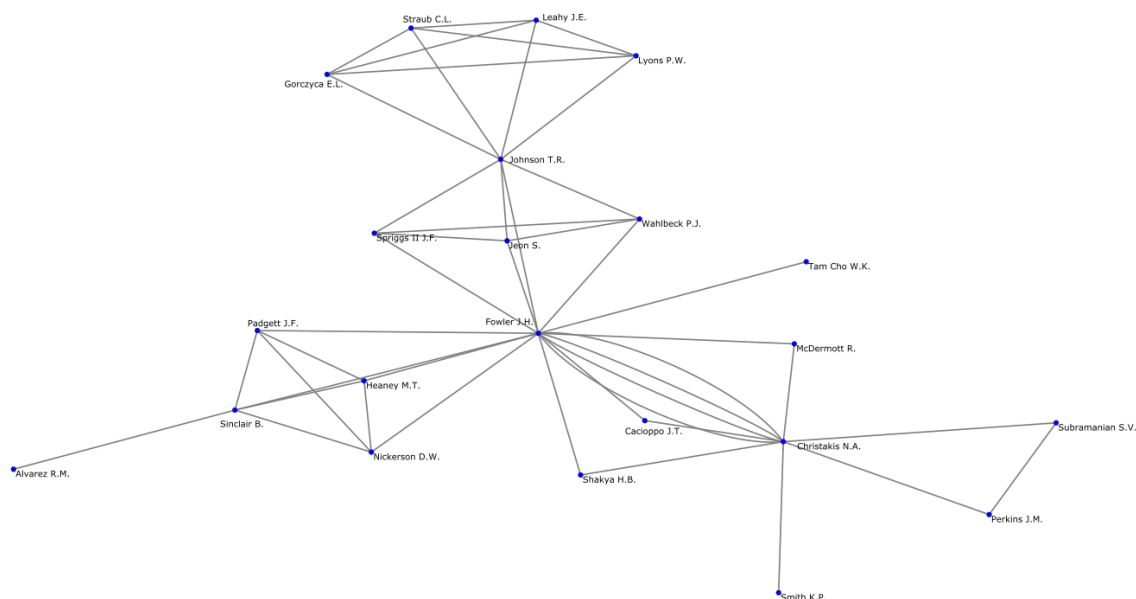 Straub C.L.
Leahy J.E.
Lyons P.W.
Gorczyca E.L.
Johnson T.R.
Wahlbeck P.J.
Spriggs II J.F.
Jeon S.
Tam Cho W.K.
Fowler J.H.
Padgett J.F.
McDermott R.
Heaney M.T.
Sinclair B.
Cacioppo J.T.
Subramanian S.V.
Christakis N.A.
Nickerson D.W.
Alvarez R.M.
Shakya H.B.
Perkins J.M.
Smith K.P.